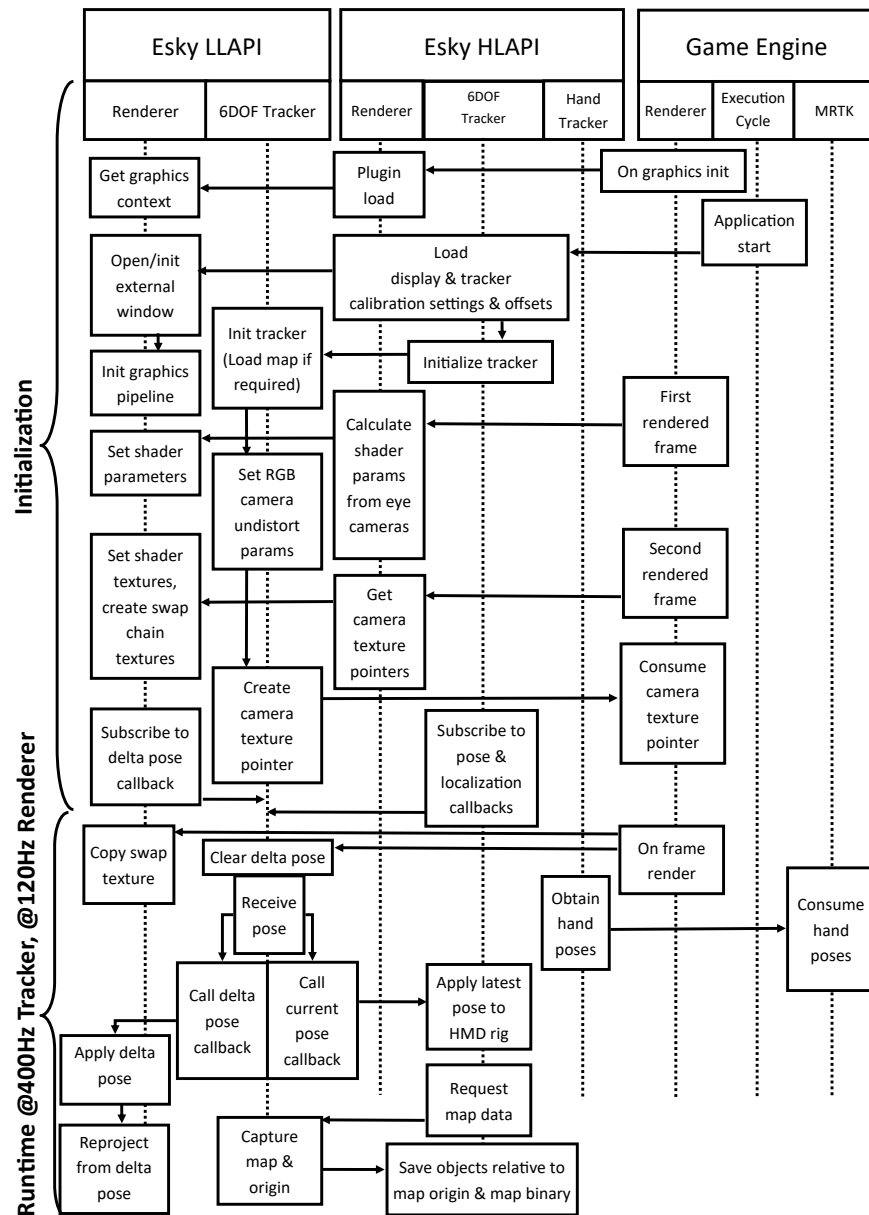 Esky LLAPI
Esky HLAPI
Game Engine
Renderer
6DOF Tracker
Renderer
6DOF
Tracker
Hand
Tracker
Renderer
Execution
Cycle
MRTK
Initialization
Get graphics
context
Plugin
load
On graphics init
Application
start
Open/init
external
window
Load
display & tracker
calibration settings & offsets
Init tracker
(Load map if
required)
Initialize tracker
Init graphics
pipeline
First
rendered
frame
Calculate
shader
params
from eye
cameras
Set shader
parameters
Set RGB
camera
undistort
params
Second
rendered
frame
Set shader
textures,
create swap
chain
textures
Get
camera
texture
pointers
Create
camera
texture
pointer
Consume
camera
texture
pointer
Subscribe to
delta pose
callback
Subscribe to
pose &
localization
callbacks
Runtime @400Hz Tracker, @120Hz Renderer
Copy swap
texture
Clear delta pose
On frame
render
Receive
pose
Obtain
hand
poses
Consume
hand
poses
Call delta
pose
callback
Call
current
pose
callback
Apply latest
pose to
HMD rig
Apply delta
pose
Request
map data
Reproject
from delta
pose
Capture
map &
origin
Save objects relative to
map origin & map binary